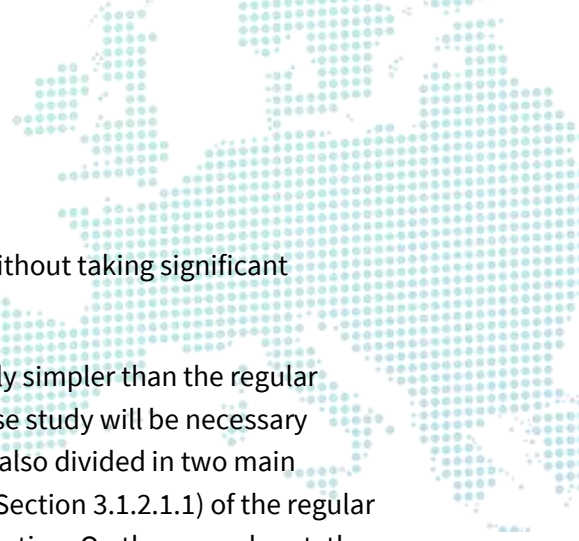 ithout taking significant
ly simpler than the regular
se study will be necessary
also divided in two main
Section 3.1.2.1.1) of the regular